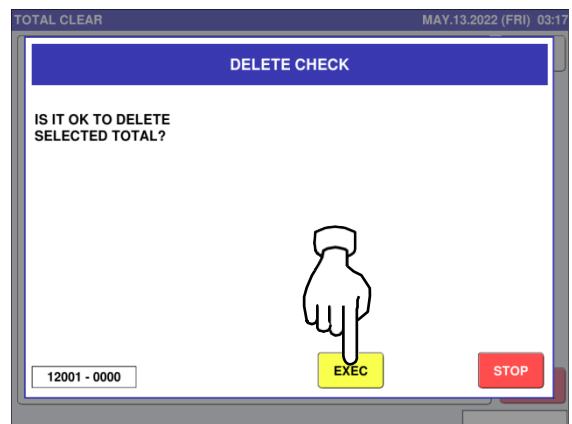 TOTAL CLEAR MAY.13.2022 (FRI) 03:17
DELETE CHECK
IS IT OK TO DELETE
SELECTED TOTAL?
12001 - 0000
EXEC
STOP